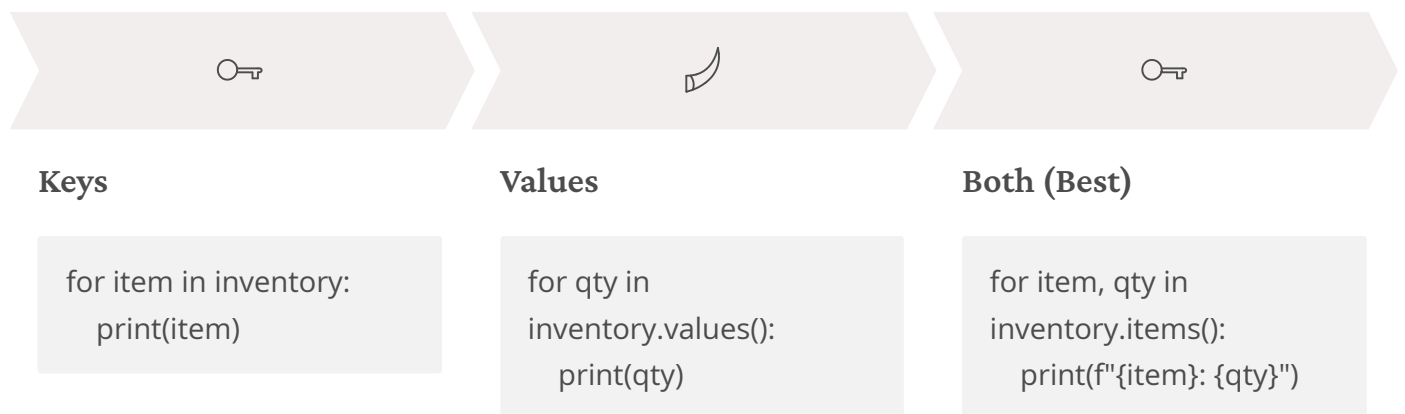 Keys
for item in inventory:
    print(item)
Values
for qty in
inventory.values():
    print(qty)
Both (Best)
for item, qty in
inventory.items():
    print(f"{item}: {qty}")